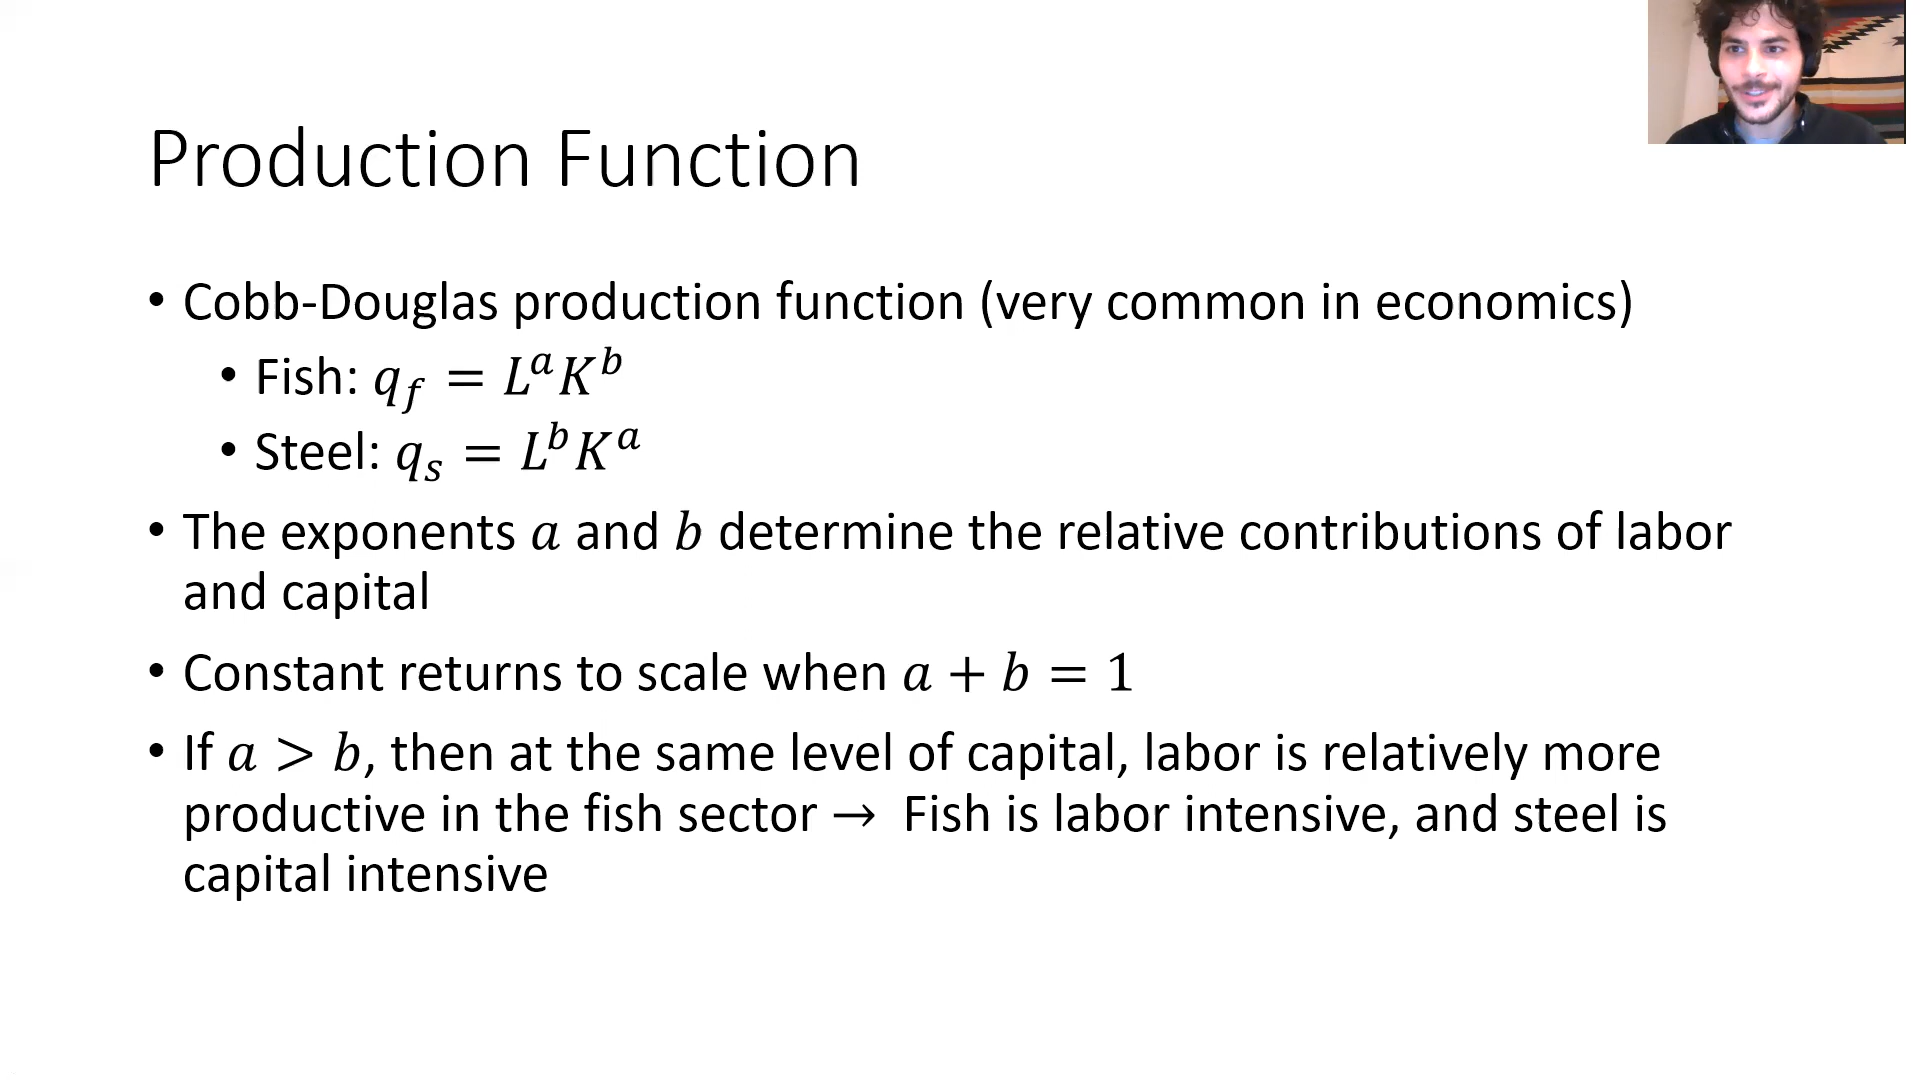 Production Function
• Cobb-Douglas production function (very common in economics)
• Fish: $q_f = L^a K^b$
• Steel: $q_s = L^b K^a$
• The exponents $a$ and $b$ determine the relative contributions of labor
and capital
• Constant returns to scale when $a + b = 1$
• If $a > b$, then at the same level of capital, labor is relatively more
productive in the fish sector → Fish is labor intensive, and steel is
capital intensive